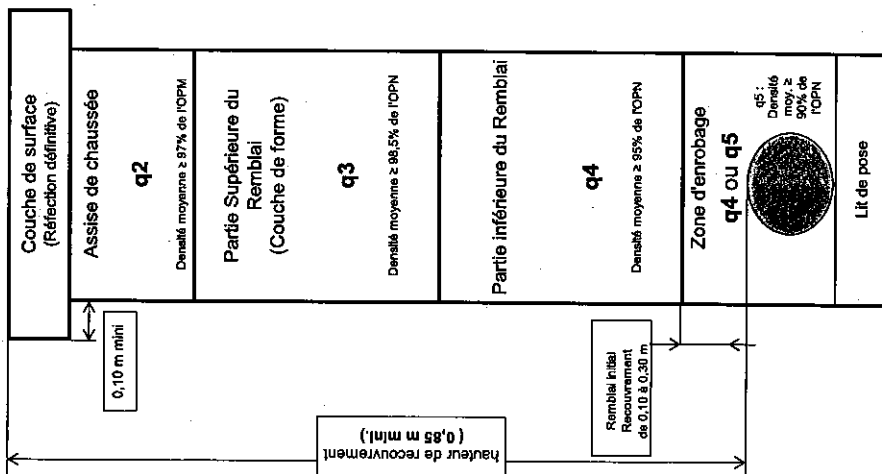 Couche de surface
(Réfection définitive)
Assise de chaussée
q2
Densité moyenne ≥ 97% de l'OPM
0,10 m mini
Partie Supérieure du
Remblai
(Couche de forme)
q3
Densité moyenne ≥ 98,5% de l'OPN
Partie inférieure du Remblai
q4
Densité moyenne ≥ 95% de l'OPN
hauteur de recouvrement
( 0,85 m mini. )
Remblai initial
Recouvrement
de 0,10 à 0,30 m
Zone d'enrobage
q4 ou q5
q5 :
Densité
moy. ≥
90% de
l'OPN
Lit de pose